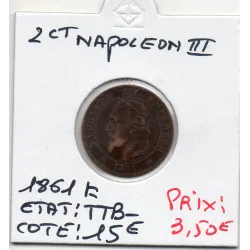 2 CT NAPOLEON III
1861 K
ETAT: TTB-
COTE: 15€
PRIX:
3,50€